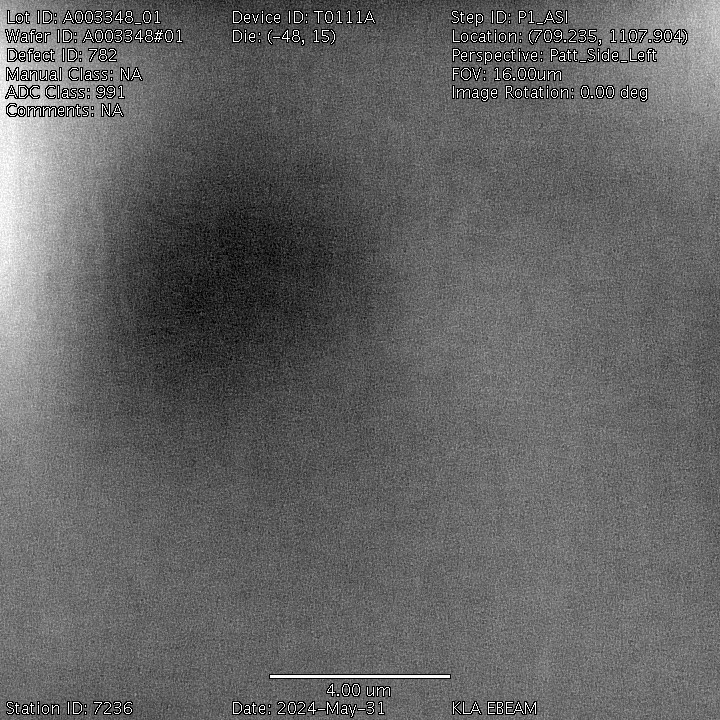 Lot ID: A003348_01
Wafer ID: A003348#01
Defect ID: 782
Manual Class: NA
ADC Class: 991
Comments: NA
Device ID: T0111A
Die: (-48, 15)
Step ID: P1_ASI
Location: (709.235, 1107.904)
Perspective: Patt_Side_Left
FOV: 16.00um
Image Rotation: 0.00 deg
4.00 um
Station ID: 7236
Date: 2024-May-31
KLA EBEAM